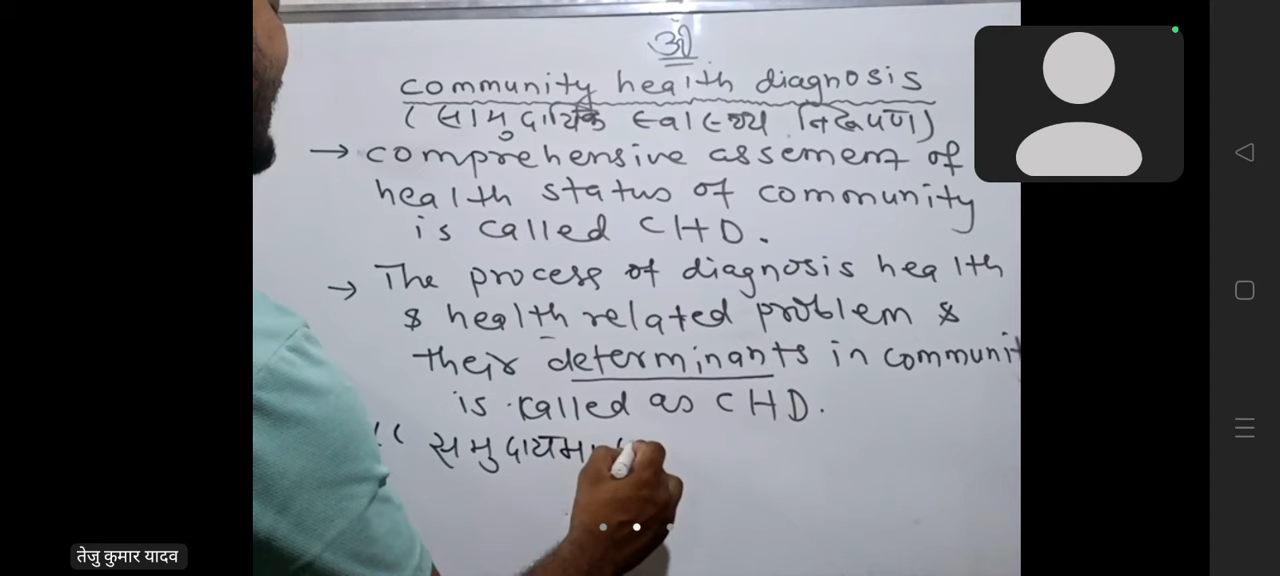 ओं
community health diagnosis
(सामुदायिक स्वास्थ्य निरूपण)
→ comprehensive assement of
health status of community
is called CHD.
→ The process of diagnosis health
& health related problem &
their determinants in communi
is called as CHD.
" समुदायमा
तेजु कुमार यादव